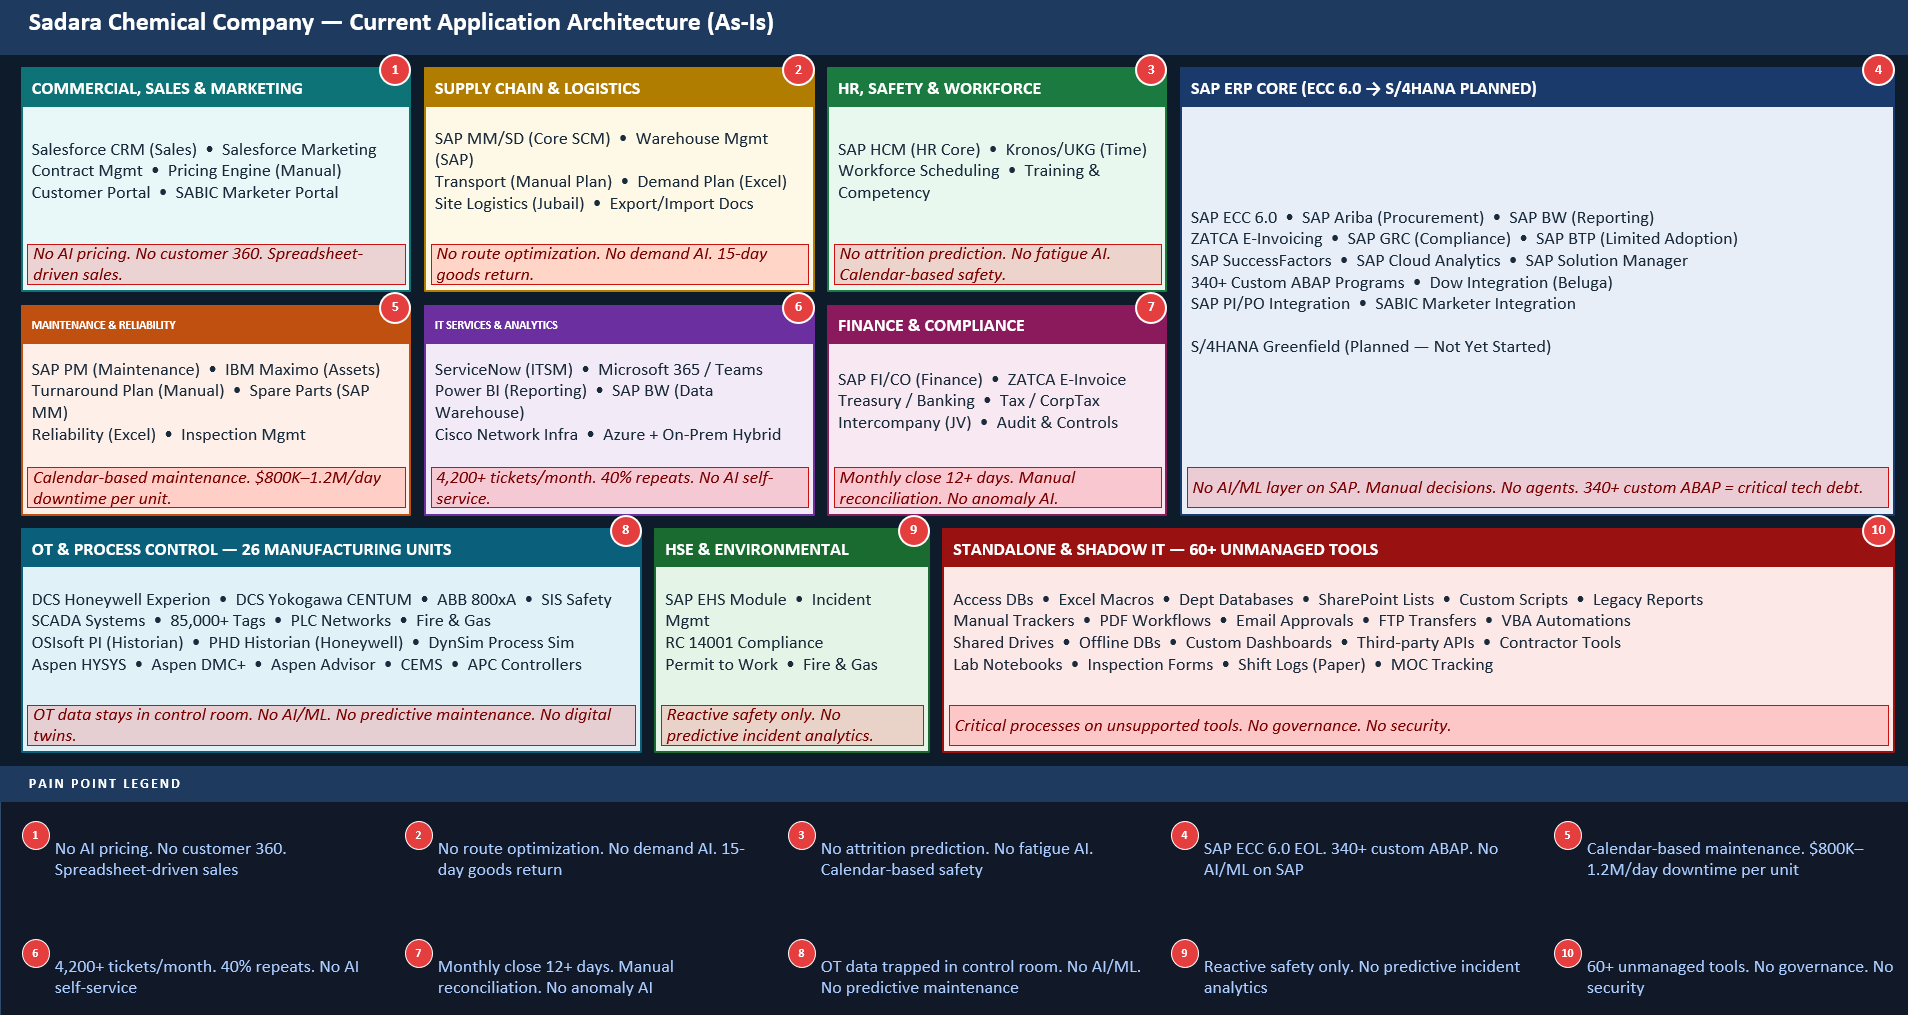 Sadara Chemical Company — Current Application Architecture (As-Is)
1
COMMERCIAL, SALES & MARKETING
Salesforce CRM (Sales) • Salesforce Marketing
Contract Mgmt • Pricing Engine (Manual)
Customer Portal • SABIC Marketer Portal
No AI pricing. No customer 360. Spreadsheet-
driven sales.
2
SUPPLY CHAIN & LOGISTICS
SAP MM/SD (Core SCM) • Warehouse Mgmt
(SAP)
Transport (Manual Plan) • Demand Plan (Excel)
Site Logistics (Jubail) • Export/Import Docs
No route optimization. No demand AI. 15-day
goods return.
3
HR, SAFETY & WORKFORCE
SAP HCM (HR Core) • Kronos/UKG (Time)
Workforce Scheduling • Training &
Competency
No attrition prediction. No fatigue AI.
Calendar-based safety.
4
SAP ERP CORE (ECC 6.0 → S/4HANA PLANNED)
SAP ECC 6.0 • SAP Ariba (Procurement) • SAP BW (Reporting)
ZATCA E-Invoicing • SAP GRC (Compliance) • SAP BTP (Limited Adoption)
SAP SuccessFactors • SAP Cloud Analytics • SAP Solution Manager
340+ Custom ABAP Programs • Dow Integration (Beluga)
SAP PI/PO Integration • SABIC Marketer Integration
S/4HANA Greenfield (Planned — Not Yet Started)
No AI/ML layer on SAP. Manual decisions. No agents. 340+ custom ABAP = critical tech debt.
5
MAINTENANCE & RELIABILITY
SAP PM (Maintenance) • IBM Maximo (Assets)
Turnaround Plan (Manual) • Spare Parts (SAP
MM)
Reliability (Excel) • Inspection Mgmt
Calendar-based maintenance. $800K–1.2M/day
downtime per unit.
6
IT SERVICES & ANALYTICS
ServiceNow (ITSM) • Microsoft 365 / Teams
Power BI (Reporting) • SAP BW (Data
Warehouse)
Cisco Network Infra • Azure + On-Prem Hybrid
4,200+ tickets/month. 40% repeats. No AI self-
service.
7
FINANCE & COMPLIANCE
SAP FI/CO (Finance) • ZATCA E-Invoice
Treasury / Banking • Tax / CorpTax
Intercompany (JV) • Audit & Controls
Monthly close 12+ days. Manual
reconciliation. No anomaly AI.
8
OT & PROCESS CONTROL — 26 MANUFACTURING UNITS
DCS Honeywell Experion • DCS Yokogawa CENTUM • ABB 800xA • SIS Safety
SCADA Systems • 85,000+ Tags • PLC Networks • Fire & Gas
OSIsoft PI (Historian) • PHD Historian (Honeywell) • DynSim Process Sim
Aspen HYSYS • Aspen DMC+ • Aspen Advisor • CEMS • APC Controllers
OT data stays in control room. No AI/ML. No predictive maintenance. No digital
twins.
9
HSE & ENVIRONMENTAL
SAP EHS Module • Incident
Mgmt
RC 14001 Compliance
Permit to Work • Fire & Gas
Reactive safety only. No
predictive incident analytics.
10
STANDALONE & SHADOW IT — 60+ UNMANAGED TOOLS
Access DBs • Excel Macros • Dept Databases • SharePoint Lists • Custom Scripts • Legacy Reports
Manual Trackers • PDF Workflows • Email Approvals • FTP Transfers • VBA Automations
Shared Drives • Offline DBs • Custom Dashboards • Third-party APIs • Contractor Tools
Lab Notebooks • Inspection Forms • Shift Logs (Paper) • MOC Tracking
Critical processes on unsupported tools. No governance. No security.
PAIN POINT LEGEND
1
No AI pricing. No customer 360.
Spreadsheet-driven sales
2
No route optimization. No demand AI. 15-
day goods return
3
No attrition prediction. No fatigue AI.
Calendar-based safety
4
SAP ECC 6.0 EOL. 340+ custom ABAP. No
AI/ML on SAP
5
Calendar-based maintenance. $800K–
1.2M/day downtime per unit
6
4,200+ tickets/month. 40% repeats. No AI
self-service
7
Monthly close 12+ days. Manual
reconciliation. No anomaly AI
8
OT data trapped in control room. No AI/ML.
No predictive maintenance
9
Reactive safety only. No predictive incident
analytics
10
60+ unmanaged tools. No governance. No
security